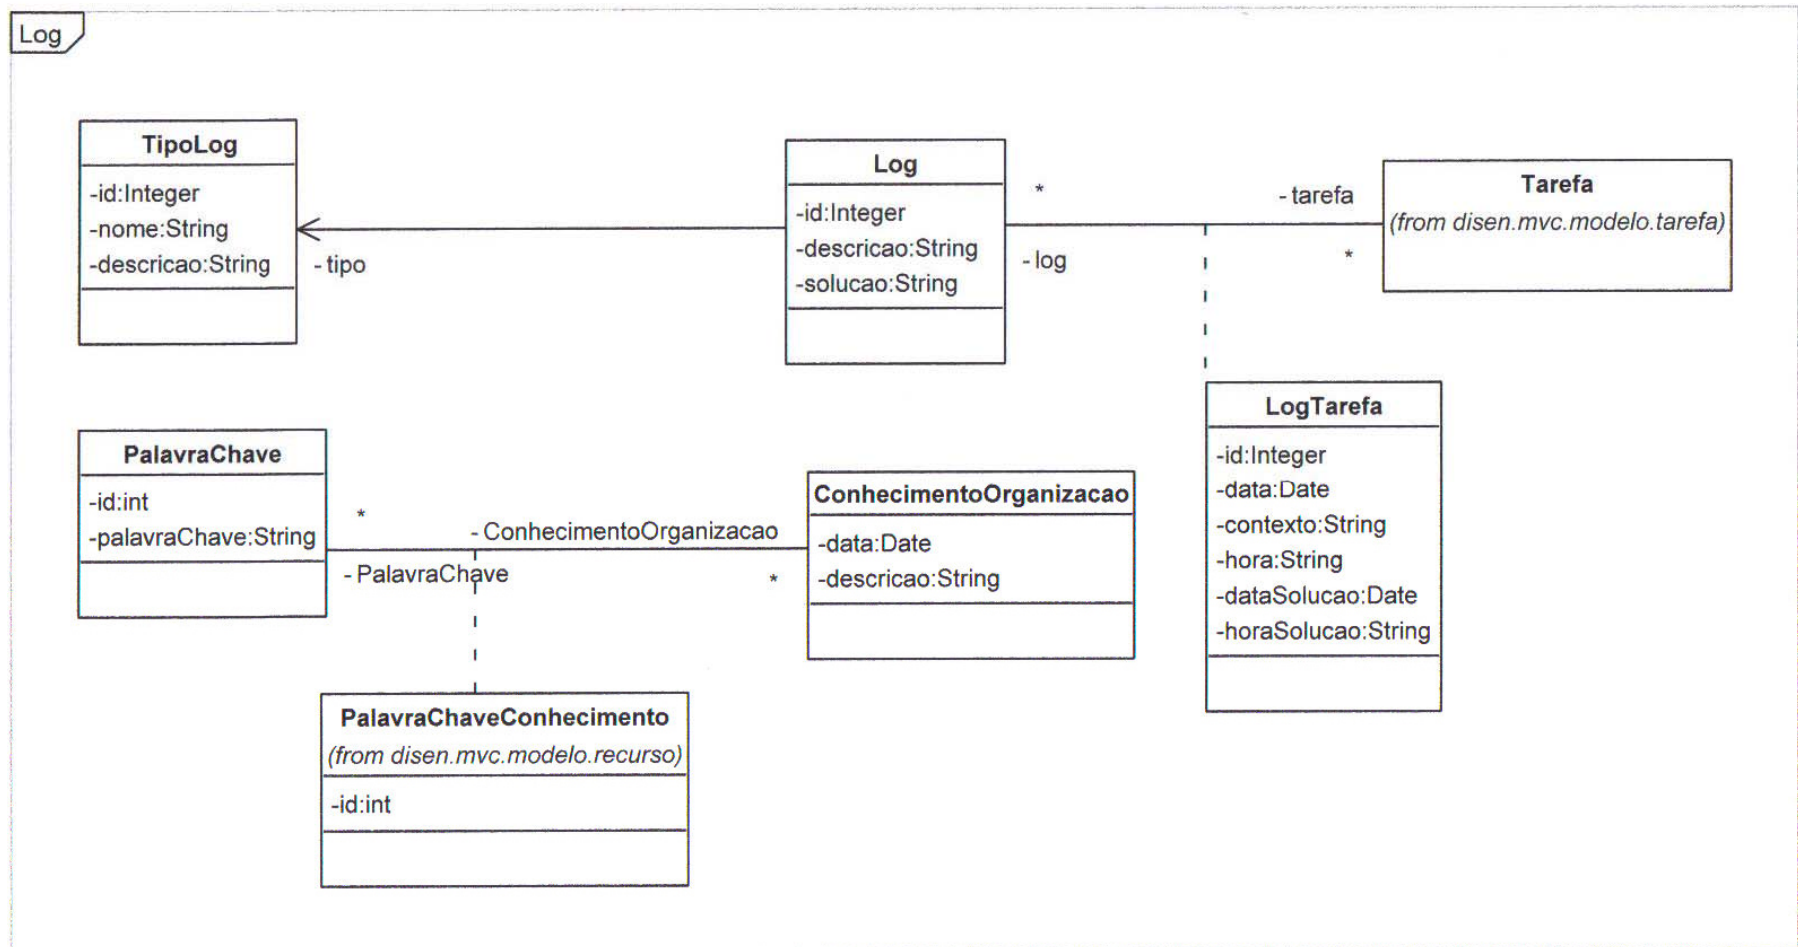 Log
TipoLog
-id:Integer
-nome:String
-descricao:String
- tipo
Log
-id:Integer
-descricao:String
-solucao:String
*
- log
- tarefa
*
Tarefa
(from disen.mvc.modelo.tarefa)
LogTarefa
-id:Integer
-data:Date
-contexto:String
-hora:String
-dataSolucao:Date
-horaSolucao:String
PalavraChave
-id:int
-palavraChave:String
*
- PalavraChave
- ConhecimentoOrganizacao
*
ConhecimentoOrganizacao
-data:Date
-descricao:String
PalavraChaveConhecimento
(from disen.mvc.modelo.recurso)
-id:int